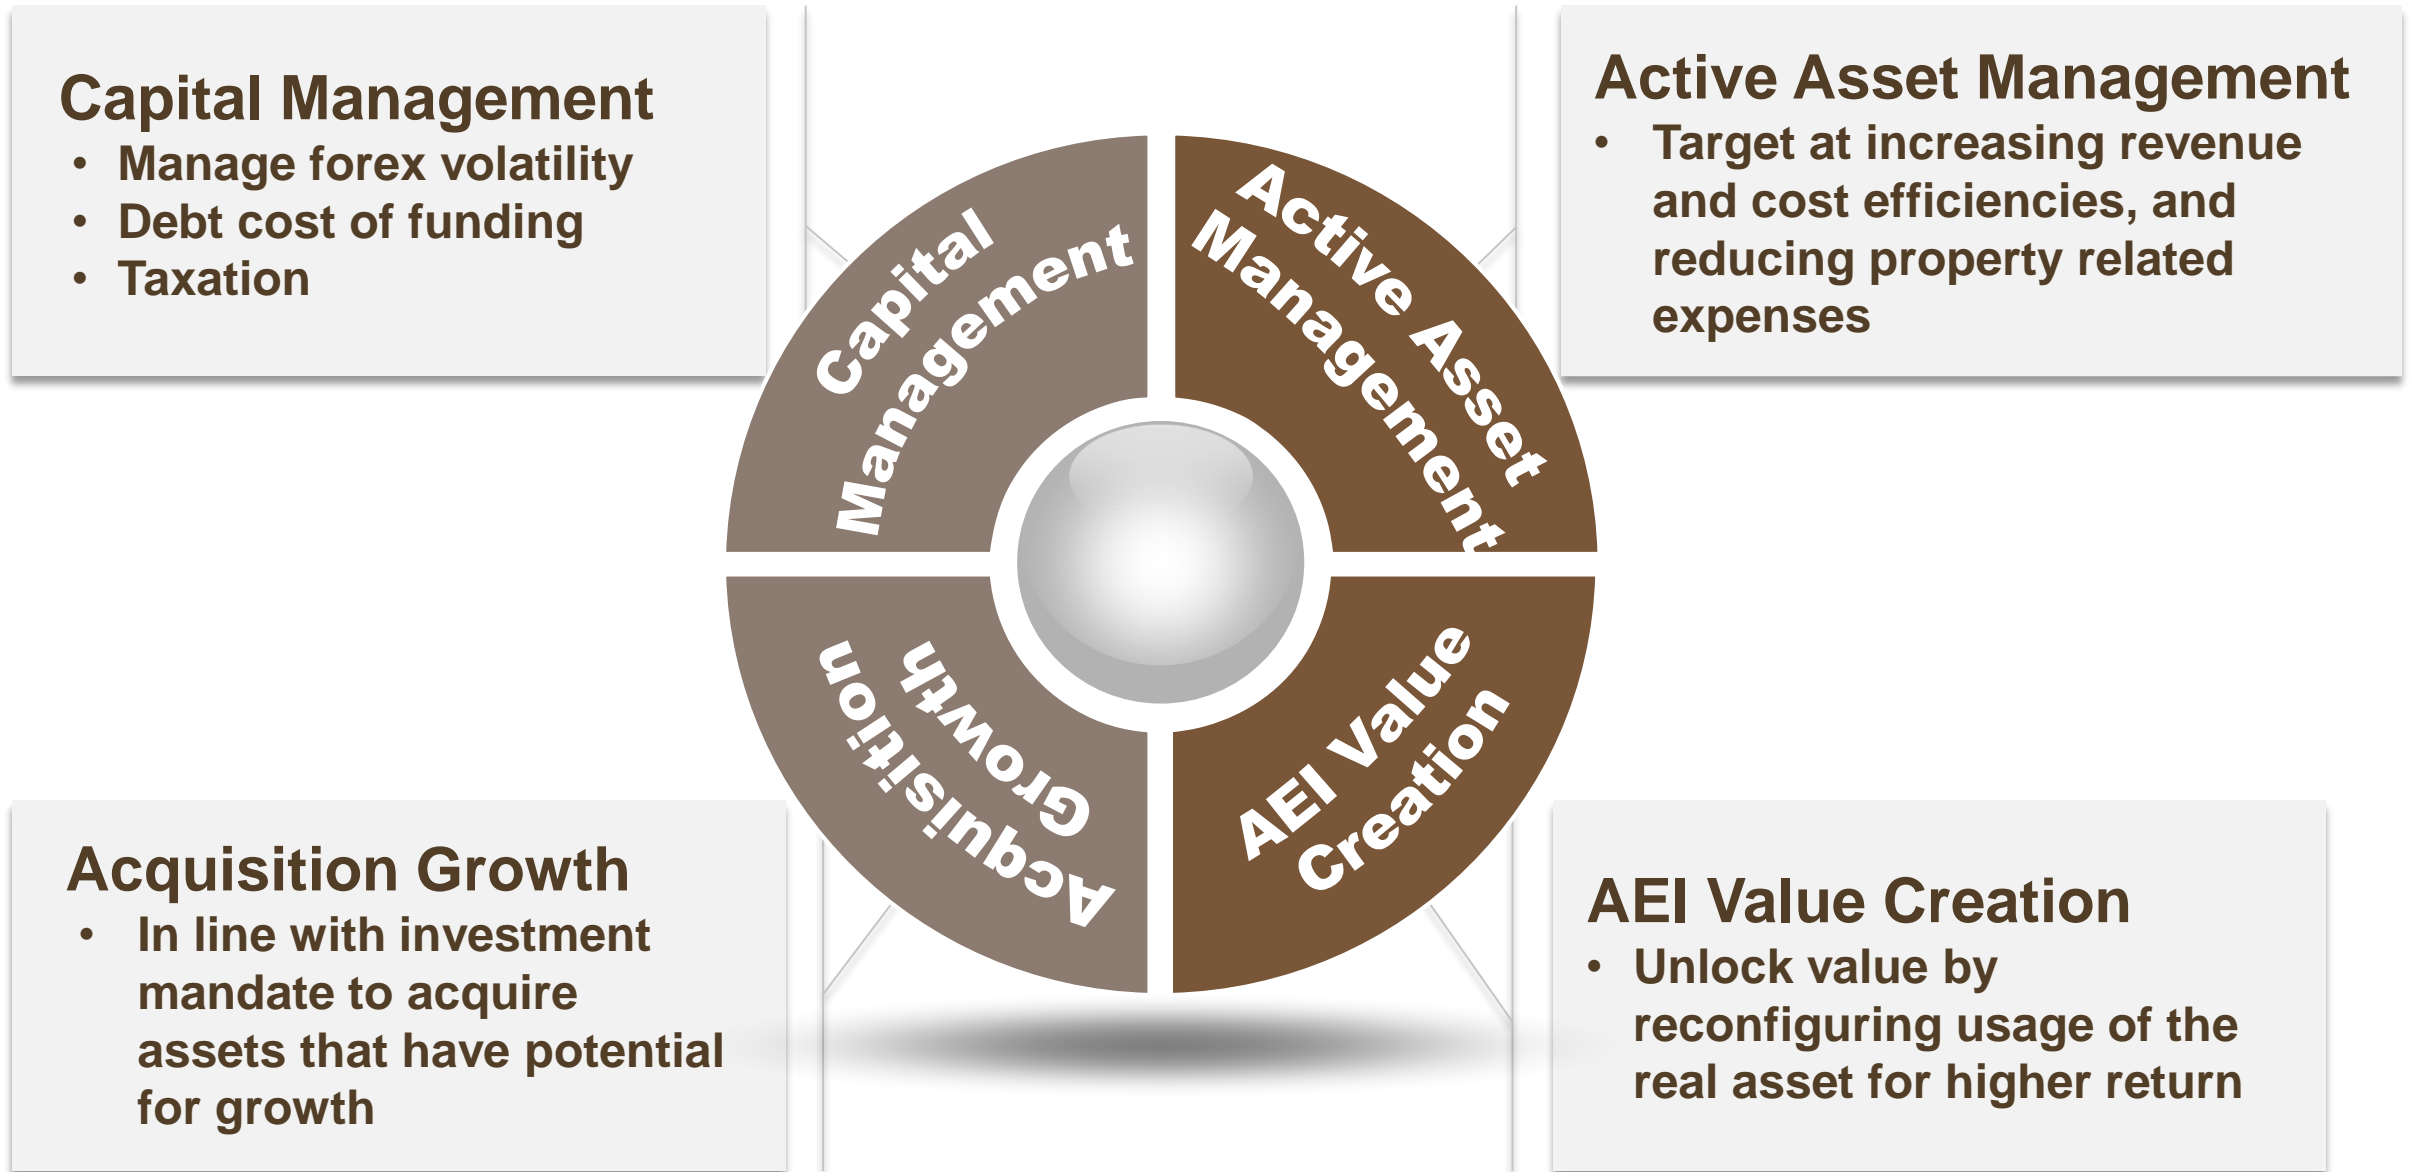 Capital Management
• Manage forex volatility
• Debt cost of funding
• Taxation
Active Asset Management
• Target at increasing revenue
and cost efficiencies, and
reducing property related
expenses
Capital
Management
Active Asset
Management
Acquisition
Growth
AEI Value
Creation
Acquisition Growth
• In line with investment
mandate to acquire
assets that have potential
for growth
AEI Value Creation
• Unlock value by
reconfiguring usage of the
real asset for higher return